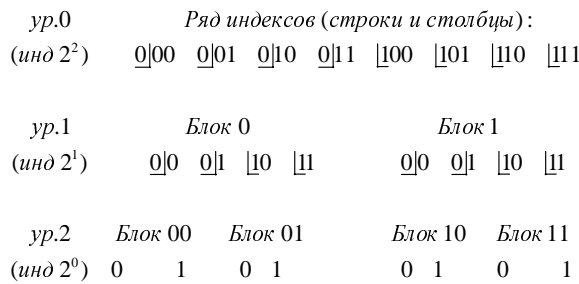 ур.0 Ряд индексов (строки и столбцы):
(инд 2²) 0|00 0|01 0|10 0|11 |100 |101 |110 |111
ур.1 Блок 0 Блок 1
(инд 2¹) 0|0 0|1 |10 |11 0|0 0|1 |10 |11
ур.2 Блок 00 Блок 01 Блок 10 Блок 11
(инд 2⁰) 0 1 0 1 0 1 0 1